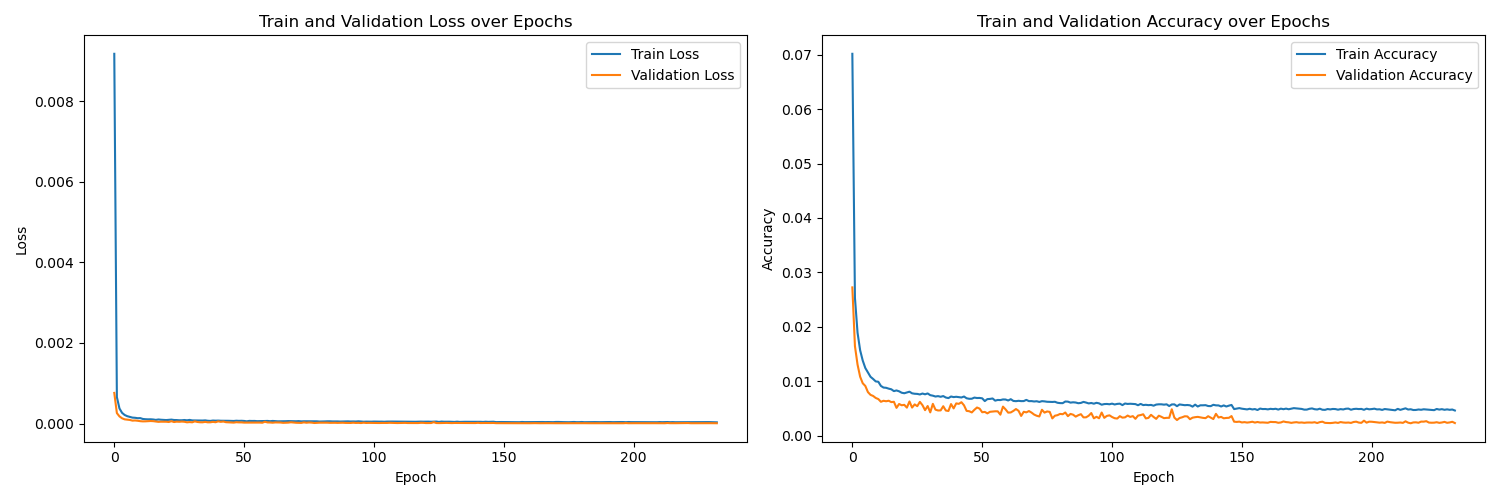 Train and Validation Loss over Epochs
Train Loss
Validation Loss
0.008
0.006
0.004
0.002
0.000
Loss
0
50
100
150
200
Epoch
Train and Validation Accuracy over Epochs
Train Accuracy
Validation Accuracy
0.07
0.06
0.05
0.04
0.03
0.02
0.01
0.00
Accuracy
0
50
100
150
200
Epoch